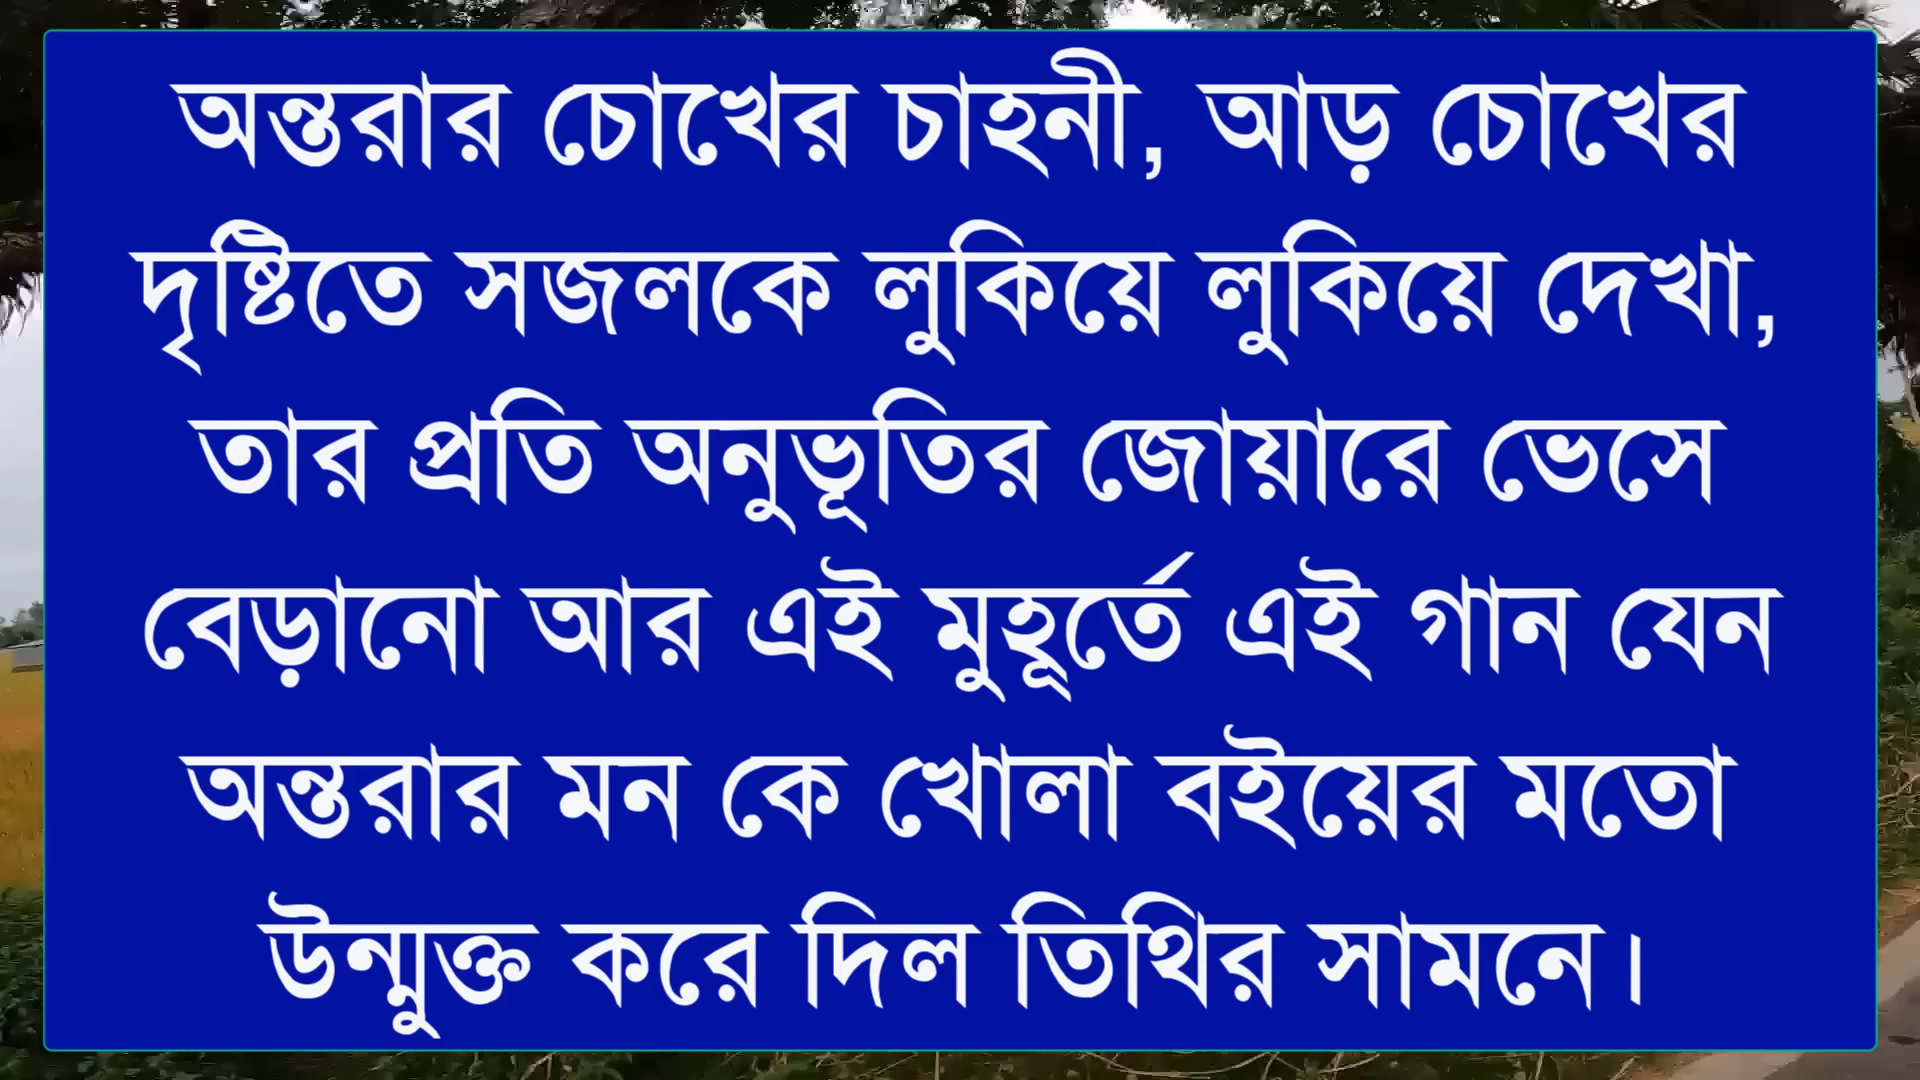 অন্তরার চোখের চাহনী, আড় চোখের
দৃষ্টিতে সজলকে লুকিয়ে লুকিয়ে দেখা,
তার প্রতি অনুভূতির জোয়ারে ভেসে
বেড়ানো আর এই মুহূর্তে এই গান যেন
অন্তরার মন কে খোলা বইয়ের মতো
উন্মুক্ত করে দিল তিথির সামনে।